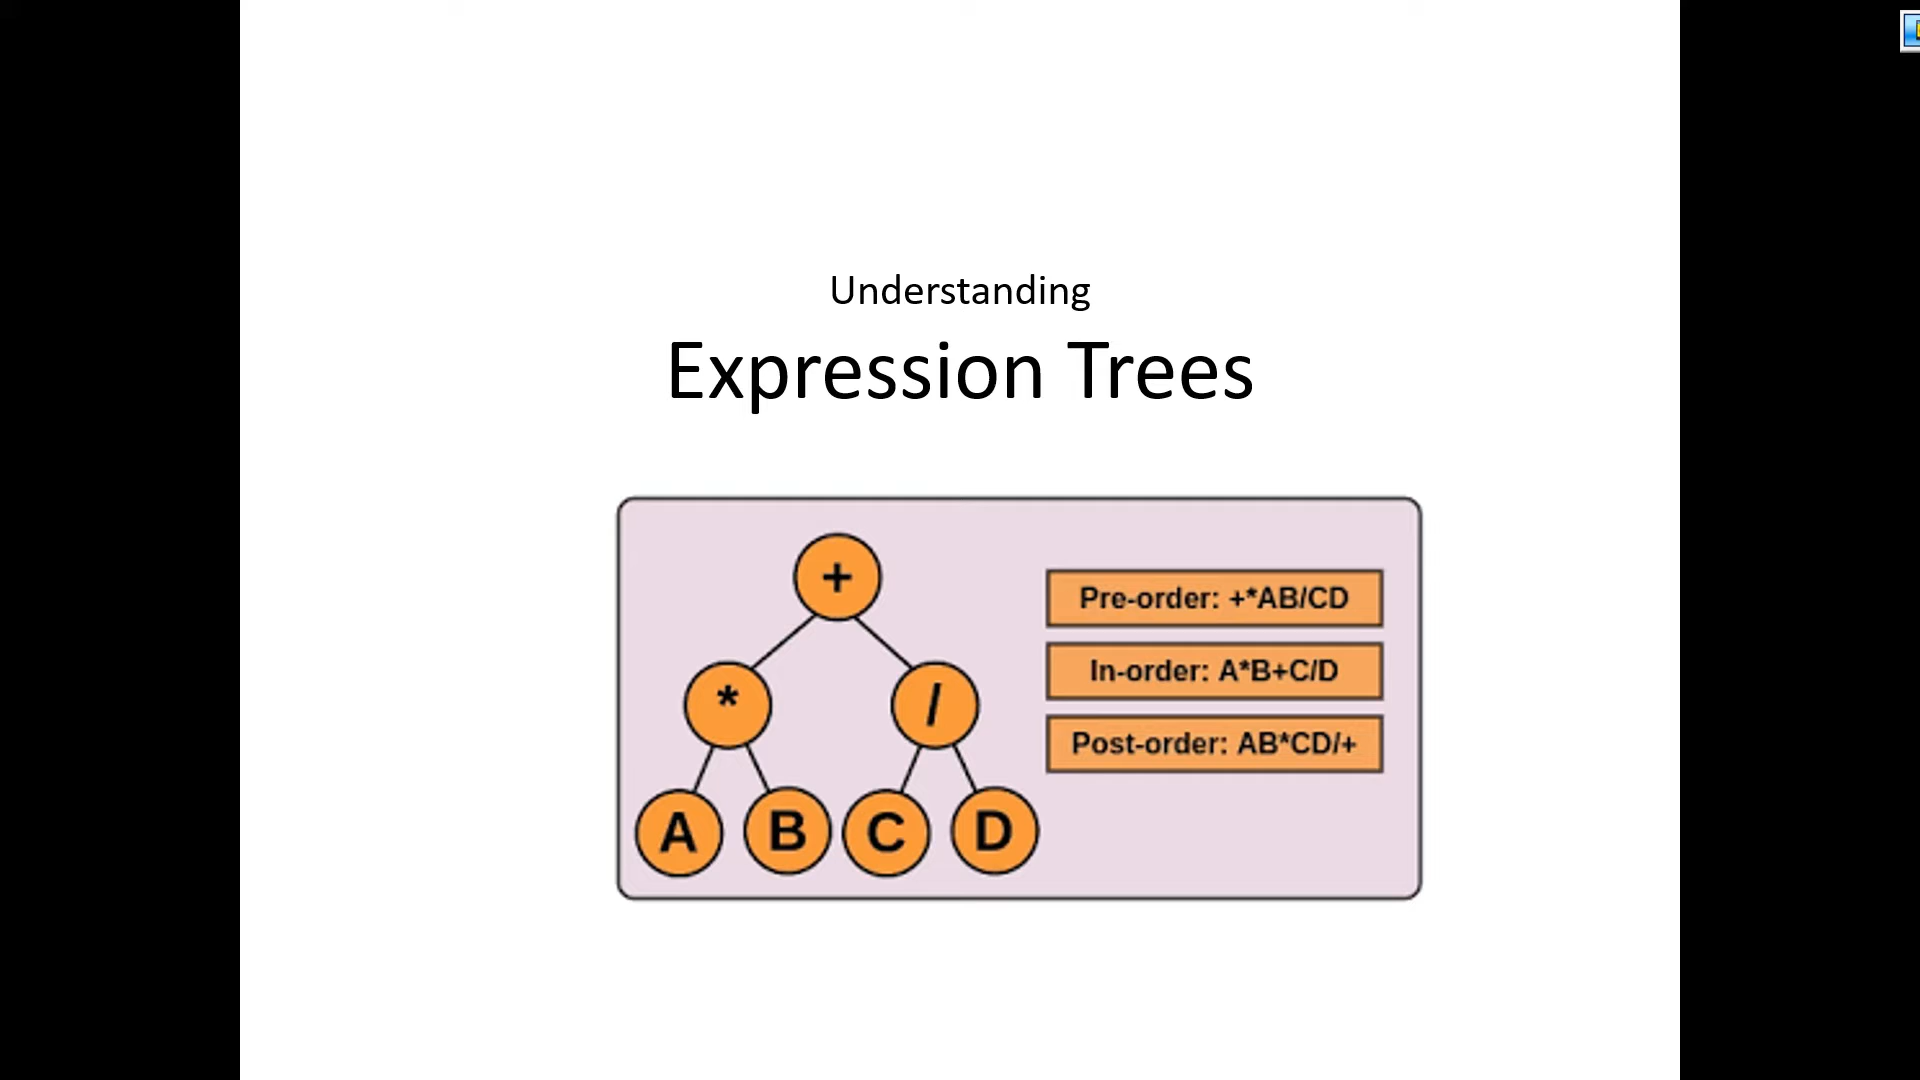 Understanding
Expression Trees
+
* /
A B C D
Pre-order: +*AB/CD
In-order: A*B+C/D
Post-order: AB*CD/+